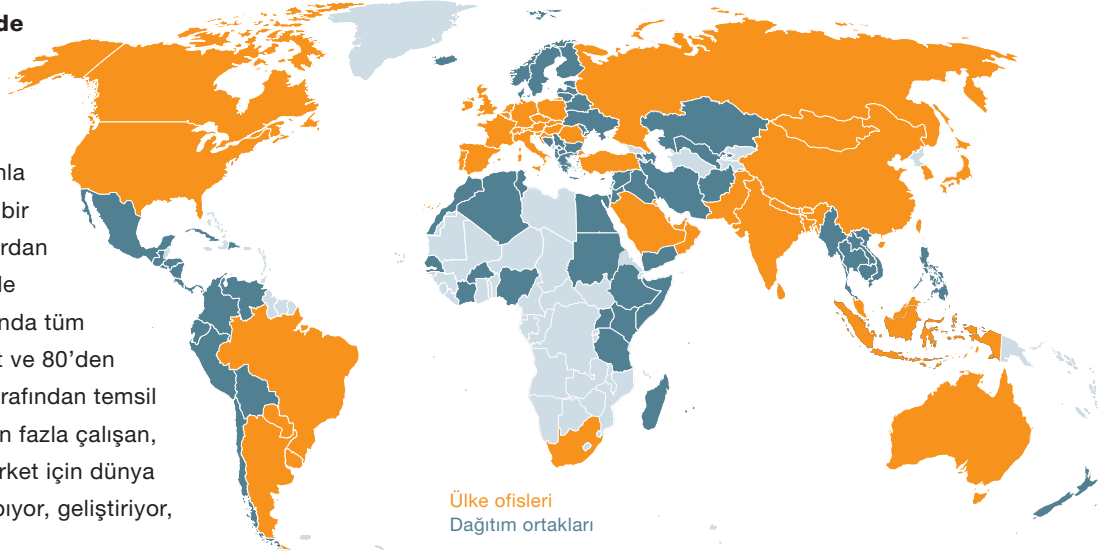 de
nla
bir
rdan
de
nda tüm
t ve 80’den
rafından temsil
n fazla çalışan,
rket için dünya
pıyor, geliştiriyor,
Ülke ofisleri
Dağıtım ortakları